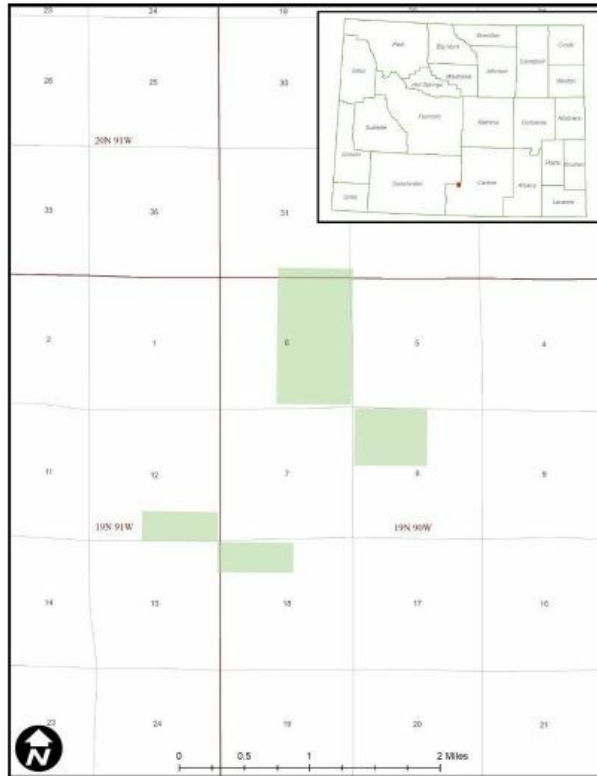 23 24 19
26 25 30
20N 91W
35 36 31
Park
Big Horn
Sheridan
Johnson
Campbell
Crook
Weston
Teton
Hot Springs
Washakie
Fremont
Natrona
Converse
Niobrara
Sublette
Lincoln
Sweetwater
Carbon
Albany
Platte
Goshen
Uinta
Laramie
2 1 6 5 4
11 12 7 8 9
19N 91W 19N 90W
14 13 18 17 16
23 24 19 20 21
N
0 0.5 1 2 Miles